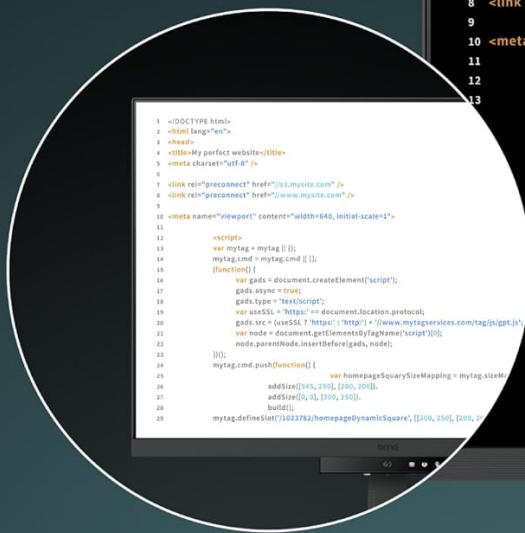 8 <link
9
10 <meta
11
12
13
1 <!DOCTYPE html>
2 <html lang="en">
3 <head>
4 <title>My perfect website</title>
5 <meta charset="utf-8" />
6
7 <link rel="preconnect" href="//s3.mysite.com" />
8 <link rel="preconnect" href="//www.mysite.com" />
9
10 <meta name="viewport" content="width=640, initial-scale=1">
11
12 <script>
13 var mytag = mytag || {};
14 mytag.cmd = mytag.cmd || [];
15 (function() {
16 var gads = document.createElement('script');
17 gads.async = true;
18 gads.type = 'text/script';
19 var useSSL = 'https:' == document.location.protocol;
20 gads.src = (useSSL ? 'https:' : 'http:') + '//www.mytagservices.com/tag/js/gpt.js';
21 var node = document.getElementsByTagName('script')[0];
22 node.parentNode.insertBefore(gads, node);
23 })();
24 mytag.cmd.push(function() {
25 var homepageSquarySizeMapping = mytag.sizeM
26 addSize([945, 250], [200, 200]).
27 addSize([0, 0], [300, 250]).
28 build();
29 mytag.defineSlot('/1023782/homepageDynamicSquare', [[300, 250], [200, 2
BenQ